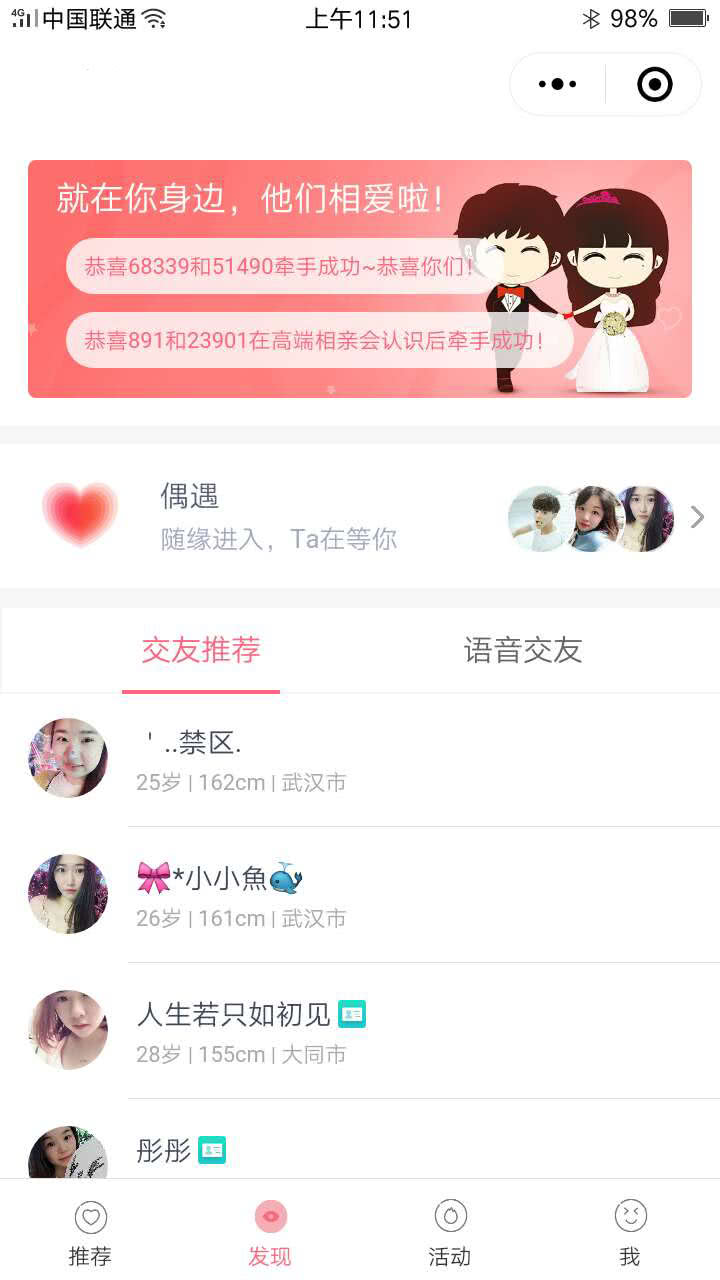 4G 中国联通 上午11:51 98%
就在你身边，他们相爱啦！
恭喜68339和51490牵手成功~恭喜你们！
恭喜891和23901在高端相亲会认识后牵手成功！
偶遇
随缘进入，Ta在等你
交友推荐 语音交友
＇..禁区.
25岁 | 162cm | 武汉市
🎀*小小魚🐳
26岁 | 161cm | 武汉市
人生若只如初见
28岁 | 155cm | 大同市
彤彤
推荐 发现 活动 我